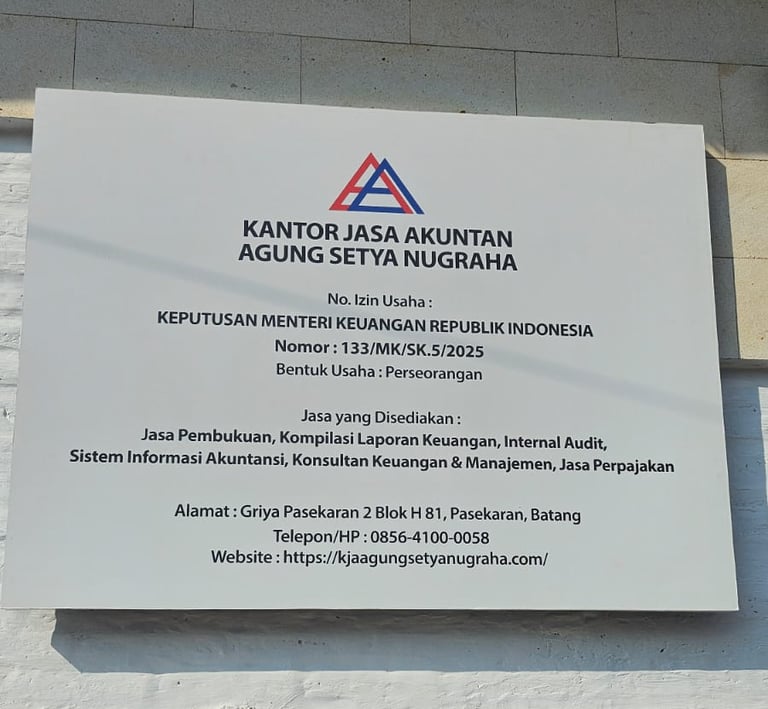 KANTOR JASA AKUNTAN
AGUNG SETYA NUGRAHA
No. Izin Usaha :
KEPUTUSAN MENTERI KEUANGAN REPUBLIK INDONESIA
Nomor : 133/MK/SK.5/2025
Bentuk Usaha : Perseorangan
Jasa yang Disediakan :
Jasa Pembukuan, Kompilasi Laporan Keuangan, Internal Audit,
Sistem Informasi Akuntansi, Konsultan Keuangan & Manajemen, Jasa Perpajakan
Alamat : Griya Pasekaran 2 Blok H 81, Pasekaran, Batang
Telepon/HP : 0856-4100-0058
Website : https://kjaagungsetyanugraha.com/